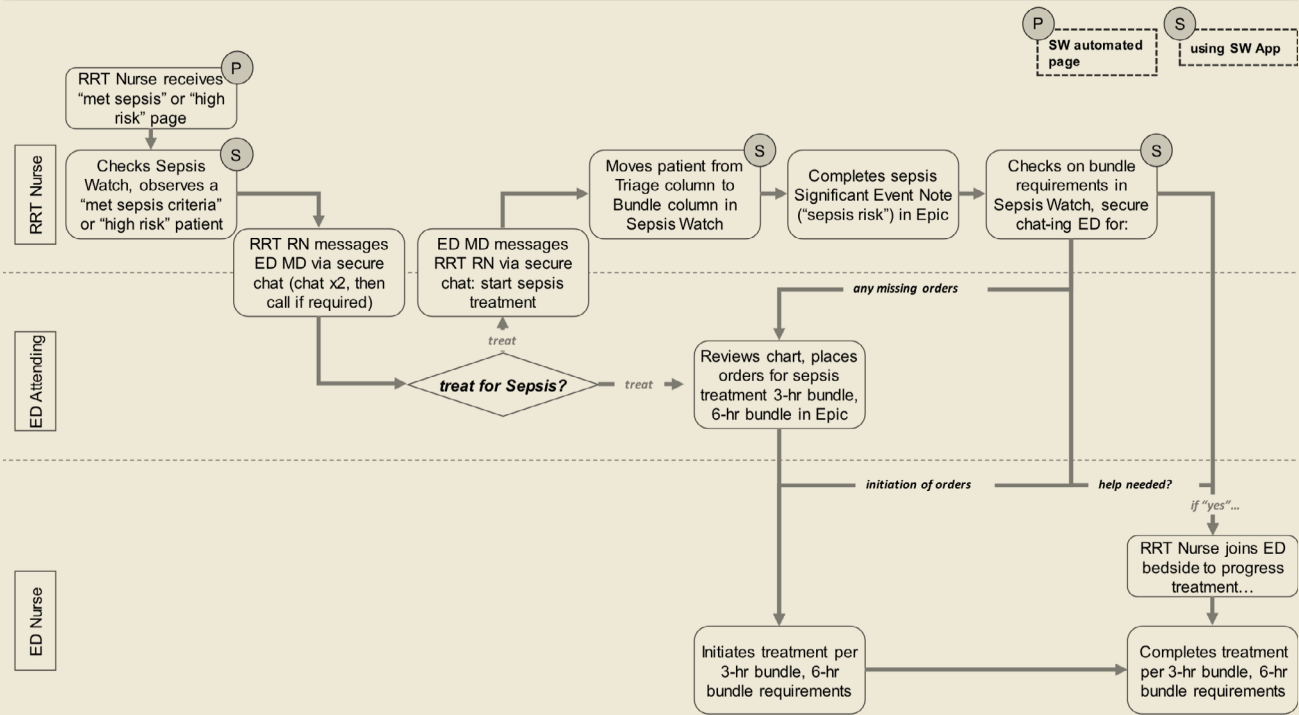 P
SW automated
page
S
using SW App
P
RRT Nurse receives
“met sepsis” or “high
risk” page
RRT Nurse
S
Checks Sepsis
Watch, observes a
“met sepsis criteria”
or “high risk” patient
RRT RN messages
ED MD via secure
chat (chat x2, then
call if required)
ED MD messages
RRT RN via secure
chat: start sepsis
treatment
S
Moves patient from
Triage column to
Bundle column in
Sepsis Watch
Completes sepsis
Significant Event Note
(“sepsis risk”) in Epic
S
Checks on bundle
requirements in
Sepsis Watch, secure
chat-ing ED for:
ED Attending
any missing orders
treat
treat for Sepsis?
treat
Reviews chart, places
orders for sepsis
treatment 3-hr bundle,
6-hr bundle in Epic
initiation of orders
help needed?
if “yes”…
ED Nurse
RRT Nurse joins ED
bedside to progress
treatment…
Initiates treatment per
3-hr bundle, 6-hr
bundle requirements
Completes treatment
per 3-hr bundle, 6-hr
bundle requirements